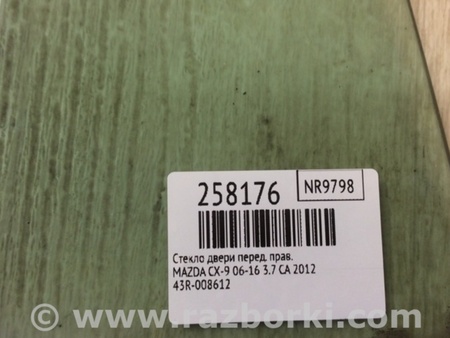 258176
NR9798
Стекло двери перед. прав.
MAZDA CX-9 06-16 3.7 CA 2012
43R-008612
© www.razborki.com